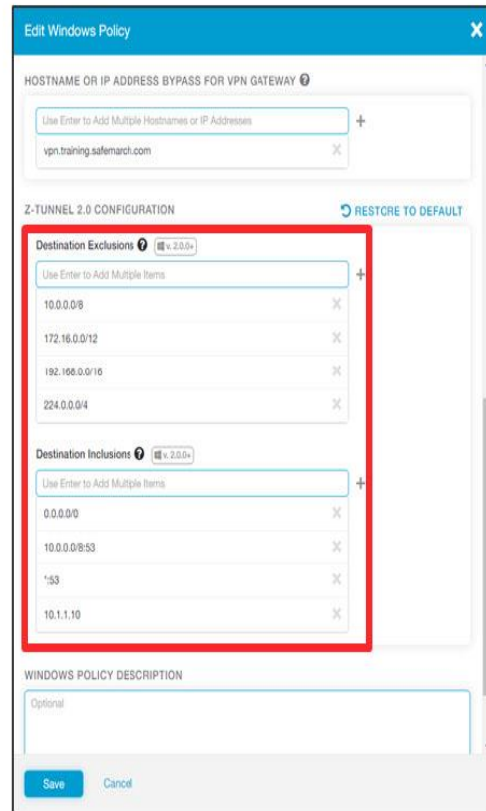 Edit Windows Policy
HOSTNAME OR IP ADDRESS BYPASS FOR VPN GATEWAY
Use Enter to Add Multiple Hostnames or IP Addresses
vpn.training.safemarch.com
Z-TUNNEL 2.0 CONFIGURATION
RESTORE TO DEFAULT
Destination Exclusions v. 2.0.0+
Use Enter to Add Multiple Items
10.0.0.0/8
172.16.0.0/12
192.168.0.0/16
224.0.0.0/4
Destination Inclusions v. 2.0.0+
Use Enter to Add Multiple Items
0.0.0.0/0
10.0.0.0/8:53
*:53
10.1.1.10
WINDOWS POLICY DESCRIPTION
Optional
Save Cancel